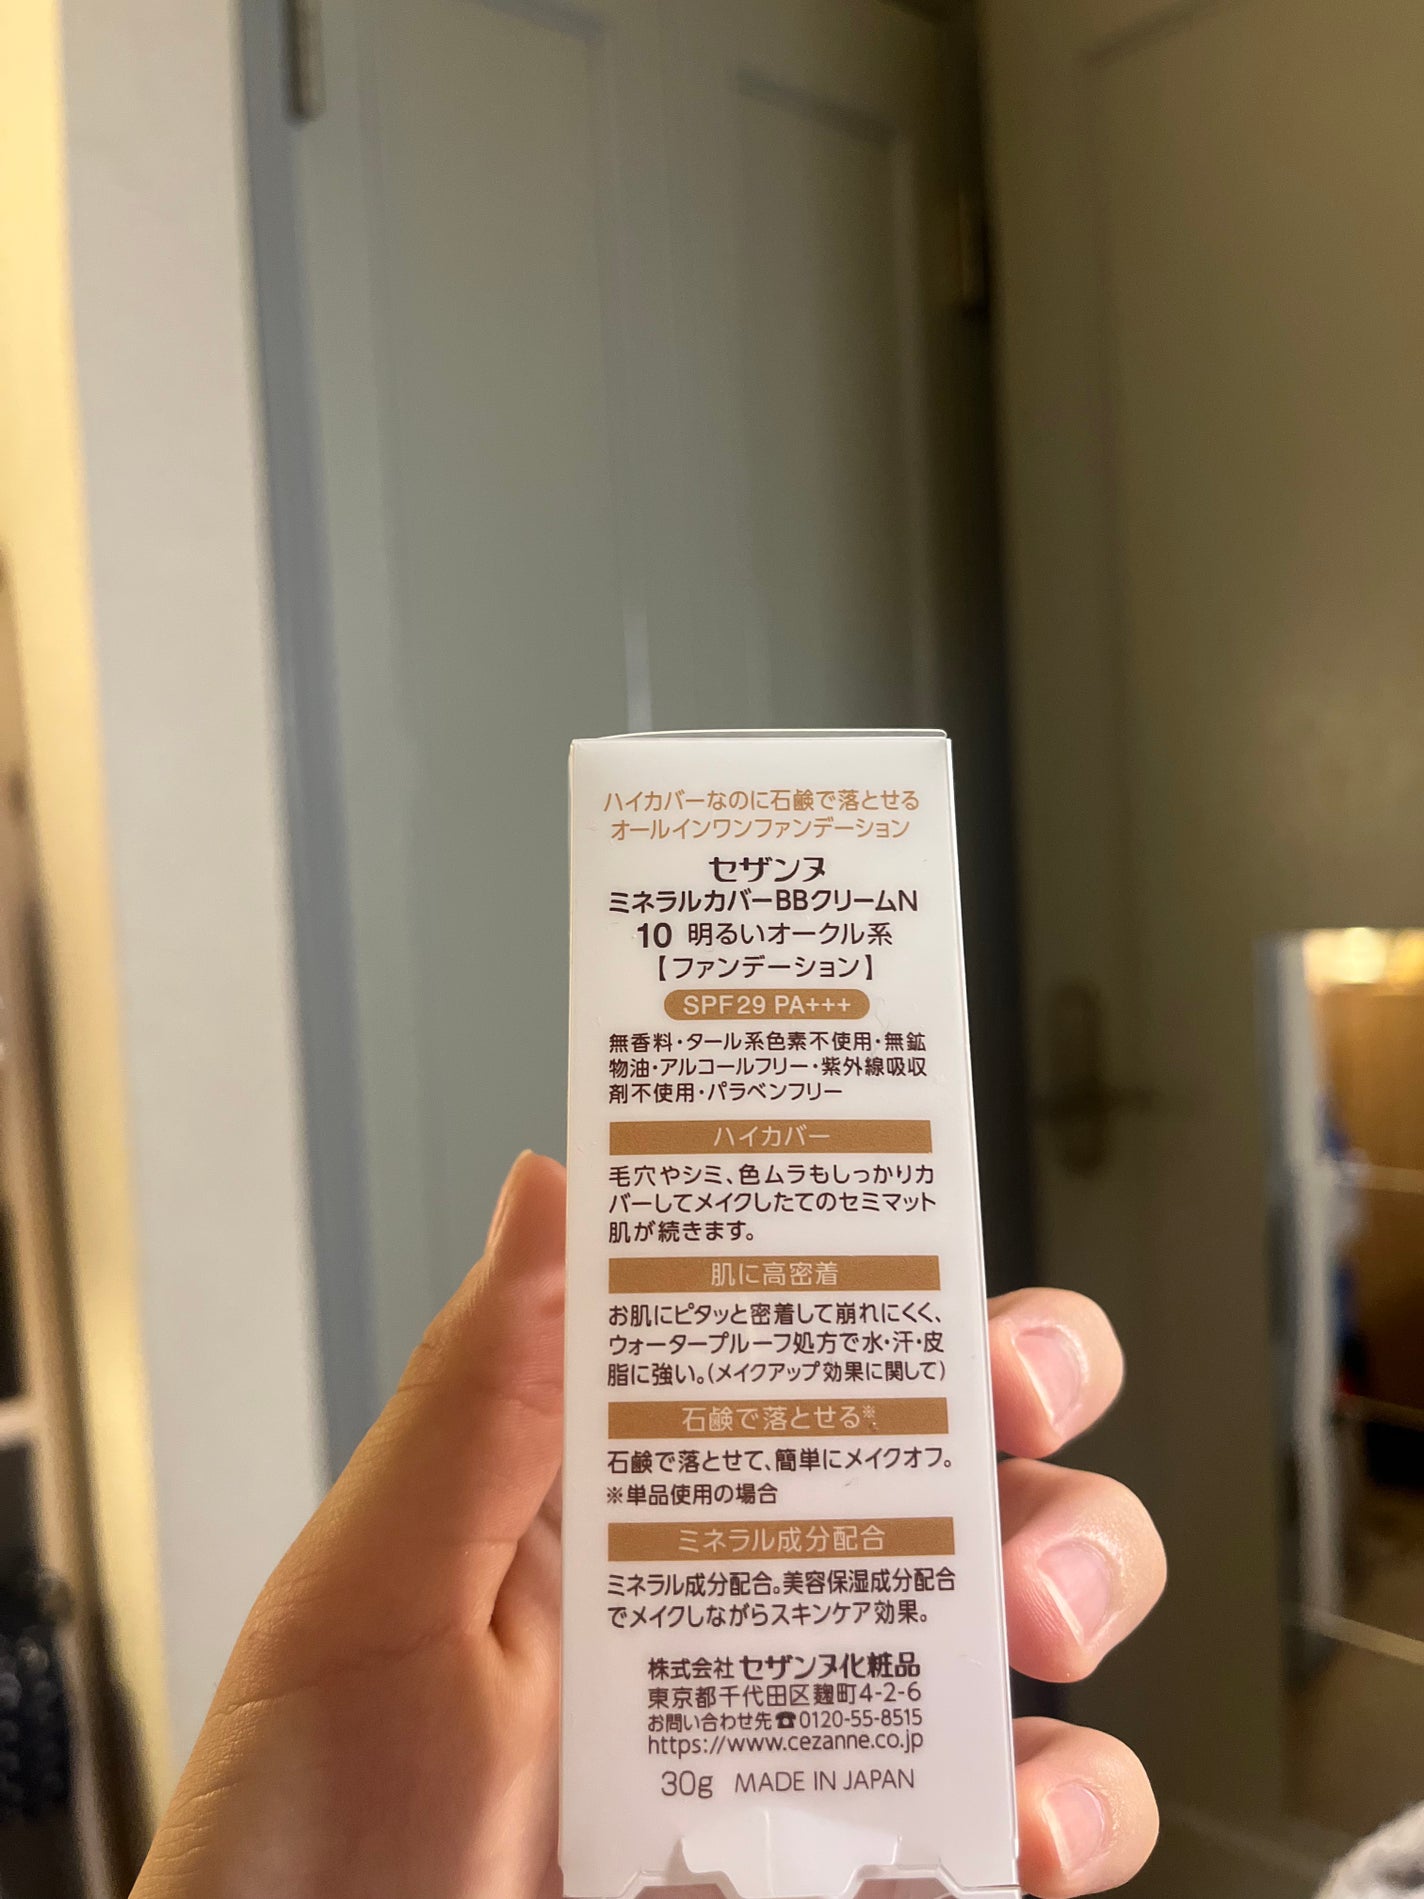 ハイカバーなのに石鹸で落とせる
オールインワンファンデーション
セザンヌ
ミネラルカバーBBクリームN
10 明るいオークル系
【ファンデーション】
SPF29 PA+++
無香料・タール系色素不使用・無鉱
物油・アルコールフリー・紫外線吸収
剤不使用・パラベンフリー
ハイカバー
毛穴やシミ、色ムラもしっかりカ
バーしてメイクしたてのセミマット
肌が続きます。
肌に高密着
お肌にピタッと密着して崩れにくく、
ウォータープルーフ処方で水・汗・皮
脂に強い。(メイクアップ効果に関して)
石鹸で落とせる※
石鹸で落とせて、簡単にメイクオフ。
※単品使用の場合
ミネラル成分配合
ミネラル成分配合。美容保湿成分配合
でメイクしながらスキンケア効果。
株式会社 セザンヌ化粧品
東京都千代田区麹町4-2-6
お問い合わせ先☎0120-55-8515
https://www.cezanne.co.jp
30g MADE IN JAPAN